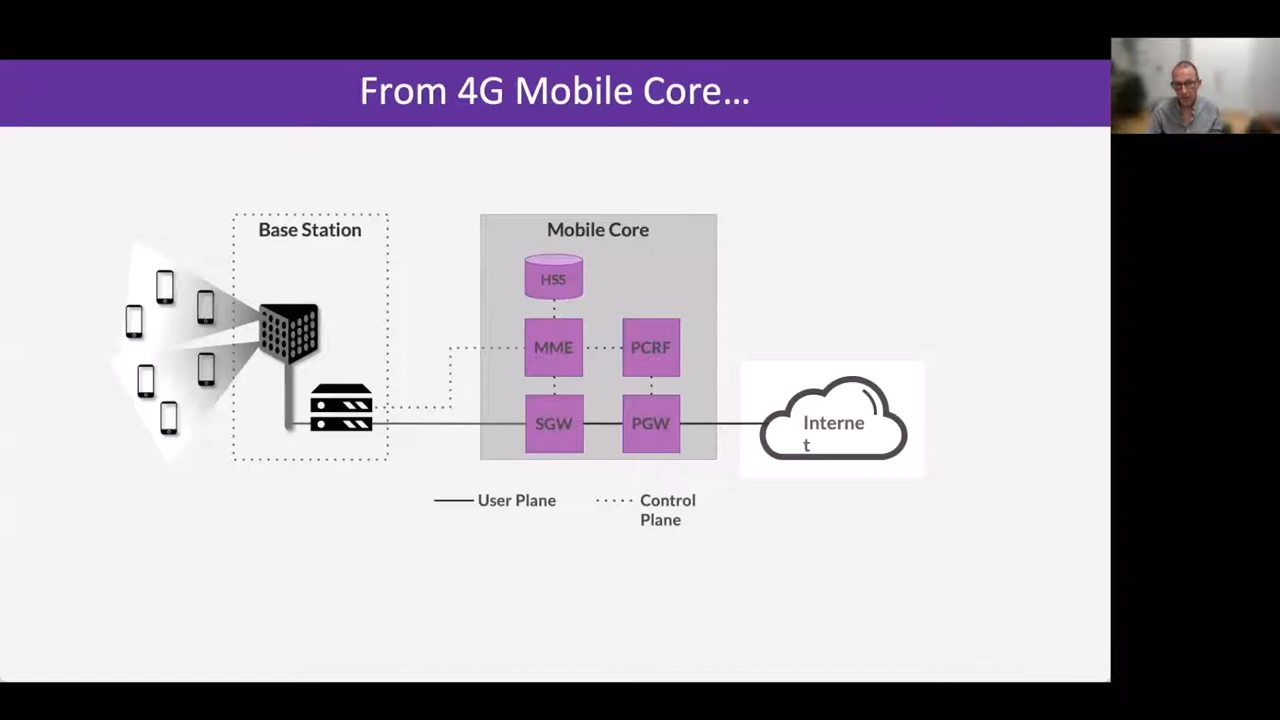 From 4G Mobile Core...
Base Station
Mobile Core
HSS
MME
PCRF
SGW
PGW
Interne
t
User Plane
Control
Plane